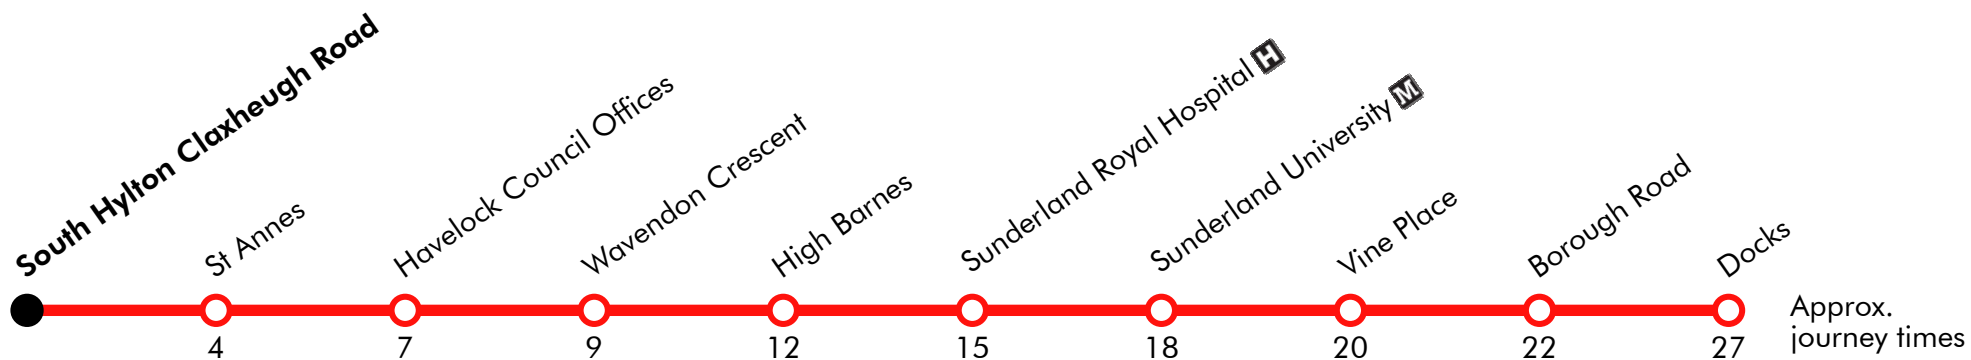 South Hylton Claxheugh Road
St Annes
Havelock Council Offices
Wavendon Crescent
High Barnes
Sunderland Royal Hospital H
Sunderland University M
Vine Place
Borough Road
Docks
4
7
9
12
15
18
20
22
27
Approx.
journey times